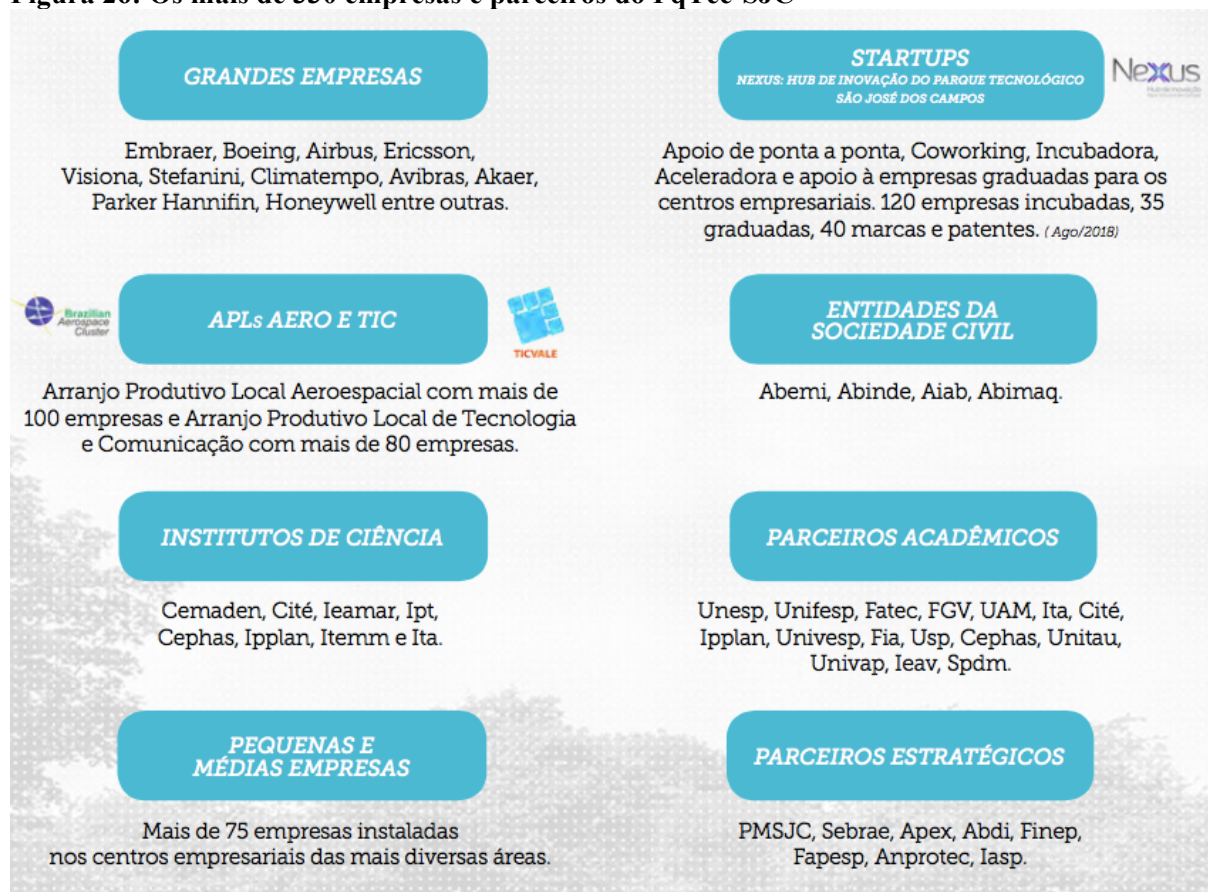 GRANDES EMPRESAS
Embraer, Boeing, Airbus, Ericsson,
Visiona, Stefanini, Climatempo, Avibras, Akaer,
Parker Hannifin, Honeywell entre outras.
STARTUPS
NEXUS: HUB DE INOVAÇÃO DO PARQUE TECNOLÓGICO
SÃO JOSÉ DOS CAMPOS
Nexus
Hub de Inovação
Apoio de ponta a ponta, Coworking, Incubadora,
Aceleradora e apoio à empresas graduadas para os
centros empresariais. 120 empresas incubadas, 35
graduadas, 40 marcas e patentes. (Ago/2018)
Brazilian
Aerospace
Cluster
APLs AERO E TIC
TICVALE
Arranjo Produtivo Local Aeroespacial com mais de
100 empresas e Arranjo Produtivo Local de Tecnologia
e Comunicação com mais de 80 empresas.
ENTIDADES DA
SOCIEDADE CIVIL
Abemi, Abinde, Aiab, Abimaq.
INSTITUTOS DE CIÊNCIA
Cemaden, Cité, Ieamar, Ipt,
Cephas, Ipplan, Itemm e Ita.
PARCEIROS ACADÊMICOS
Unesp, Unifesp, Fatec, FGV, UAM, Ita, Cité,
Ipplan, Univesp, Fia, Usp, Cephas, Unitau,
Univap, Ieav, Spdm.
PEQUENAS E
MÉDIAS EMPRESAS
Mais de 75 empresas instaladas
nos centros empresariais das mais diversas áreas.
PARCEIROS ESTRATÉGICOS
PMSJC, Sebrae, Apex, Abdi, Finep,
Fapesp, Anprotec, Iasp.